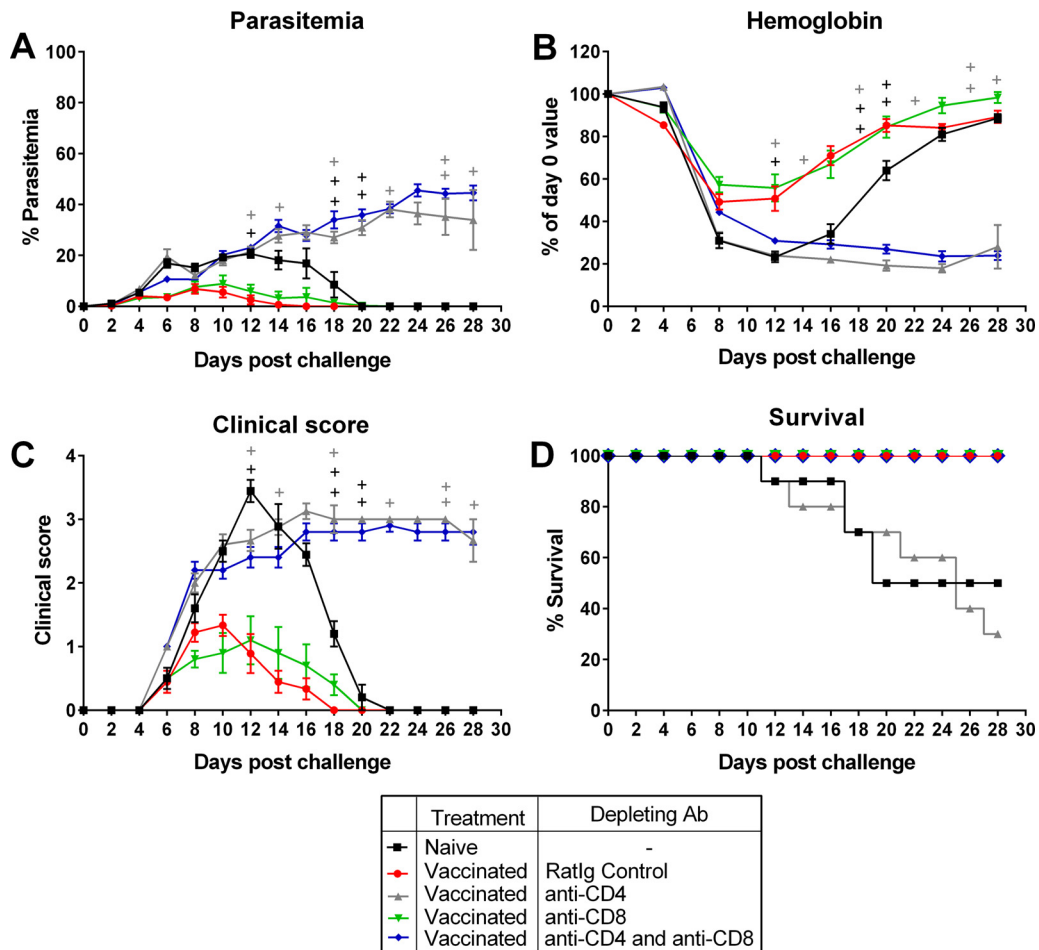 A
Parasitemia
100
80
60
40
20
0
% Parasitemia
+ +
+ + + +
+ + + + + +
+ +
0 2 4 6 8 10 12 14 16 18 20 22 24 26 28 30
Days post challenge
B
Hemoglobin
120
100
80
60
40
20
0
% of day 0 value
+ + + +
+ + + + +
+ +
+ +
0 2 4 6 8 10 12 14 16 18 20 22 24 26 28 30
Days post challenge
C
Clinical score
4
3
2
1
0
Clinical score
+ +
+ + + + + +
+ + + + + +
0 2 4 6 8 10 12 14 16 18 20 22 24 26 28 30
Days post challenge
D
Survival
100
80
60
40
20
0
% Survival
0 2 4 6 8 10 12 14 16 18 20 22 24 26 28 30
Days post challenge
Treatment Depleting Ab
Naive -
Vaccinated RatIg Control
Vaccinated anti-CD4
Vaccinated anti-CD8
Vaccinated anti-CD4 and anti-CD8